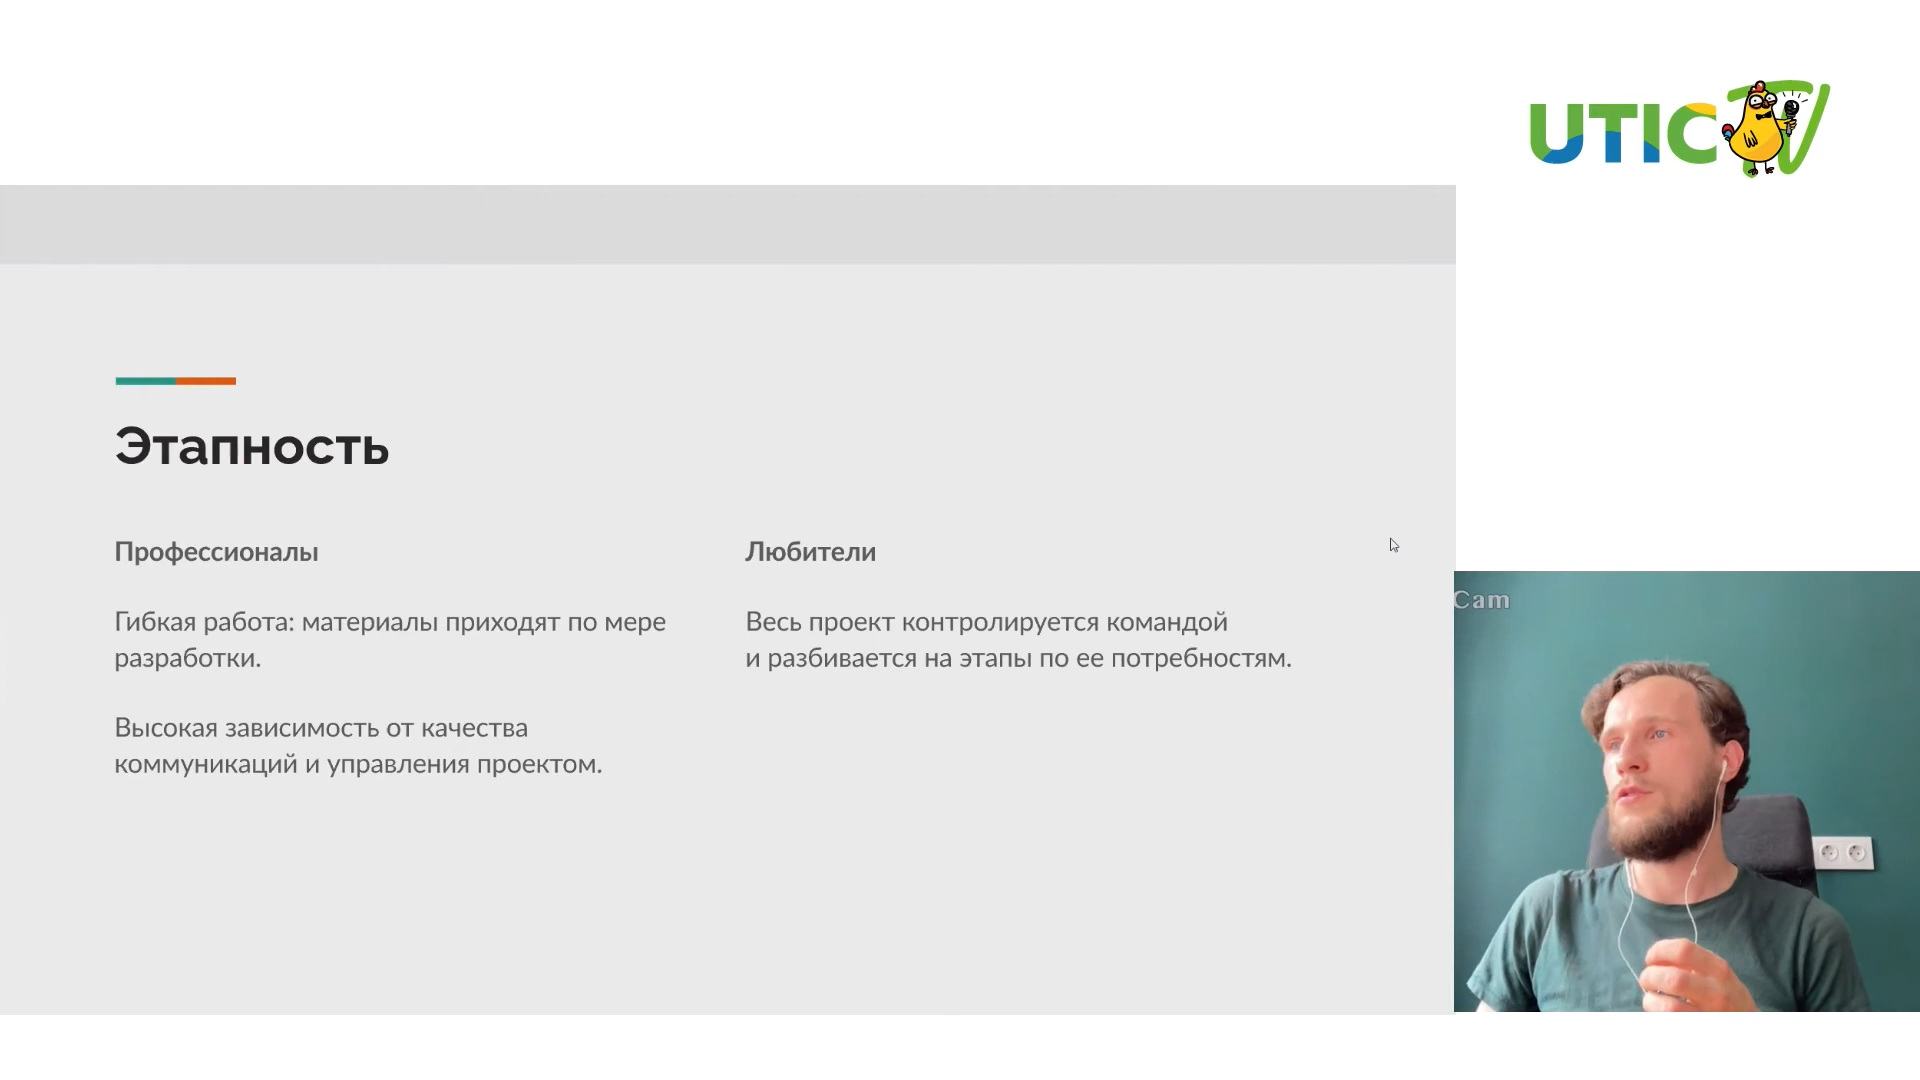 UTIC TV
Этапность
Профессионалы
Гибкая работа: материалы приходят по мере
разработки.
Высокая зависимость от качества
коммуникаций и управления проектом.
Любители
Весь проект контролируется командой
и разбивается на этапы по ее потребностям.
Cam